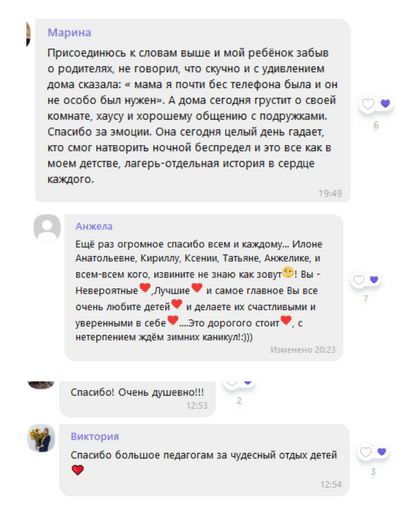 Марина
Присоединюсь к словам выше и мой ребёнок забыв
о родителях, не говорил, что скучно и с удивлением
дома сказала: « мама я почти бес телефона была и он
не особо был нужен». А дома сегодня грустит о своей
комнате, хаусу и хорошему общению с подружками.
Спасибо за эмоции. Она сегодня целый день гадает,
кто смог натворить ночной беспредел и это все как в
моем детстве, лагерь-отдельная история в сердце
каждого.
19:49
6
Анжела
Ещё раз огромное спасибо всем и каждому... Илоне
Анатольевне, Кириллу, Ксении, Татьяне, Анжелике, и
всем-всем кого, извините не знаю как зовут😬! Вы -
Невероятные❤️,Лучшие❤️ и самое главное Вы все
очень любите детей❤️ и делаете их счастливыми и
уверенными в себе❤️....Это дорогого стоит❤️, с
нетерпением ждём зимних каникул!:)))
Изменено 20:23
7
Спасибо! Очень душевно!!!
12:53
2
Виктория
Спасибо большое педагогам за чудесный отдых детей
❤️
12:54
3